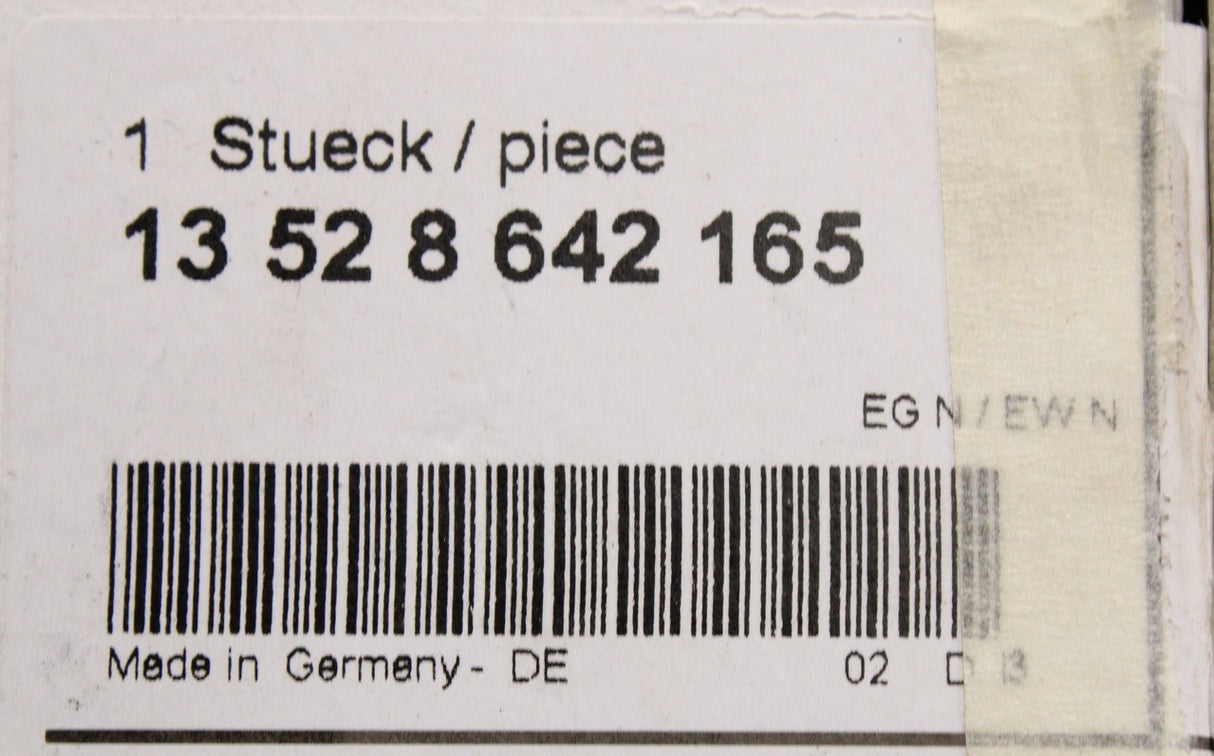 1 Stueck / piece
13 52 8 642 165
EG N / EW N
Made in Germany - DE
02